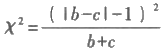 χ² = ( |b-c|-1 ) ² / b+c